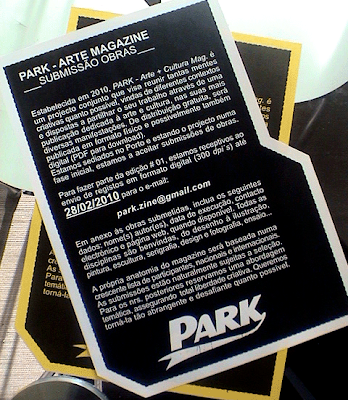 PARK - ARTE MAGAZINE
SUBMISSÃO OBRAS
Estabelecida em 2010, PARK - Arte + Cultura Mag. é
um projecto conjunto que visa reunir tantas mentes
criativas quanto possível, vindas de diferentes contextos
e dispostas a partilhar o seu trabalho através de uma
publicação dedicada à arte e cultura, nas suas mais
diversas manifestações. De distribuição gratuita, será
publicada em formato físico e possivelmente também
digital (PDF para download).
Estamos sediados no Porto e estando o projecto numa
fase inicial, estamos a aceitar submissões de obras.
Para fazer parte da edição # 01, estamos receptivos ao
envio de registos em formato digital (300 dpi´s) até
28/02/2010 para o e-mail:
park.zine@gmail.com
Em anexo às obras submetidas, inclua os seguintes
dados: nome(s) autor(es), data de execução, contacto
electrónico e página web, quando disponível. Todas as
disciplinas são benvindas, do desenho à ilustração,
pintura, escultura, serigrafia, design e fotografia, ensaio...
A própria anatomia do magazine será basaada numa
crescente lista de participantes, nacionais e internacionais.
As submissões estão naturalmente sujeitas a selecção.
Para os nrs. posteriores reservamos uma abordagem
temática, assegurando total liberdade criativa. Queremos
torná-la tão abrangente e desafiante quanto possível.
PARK